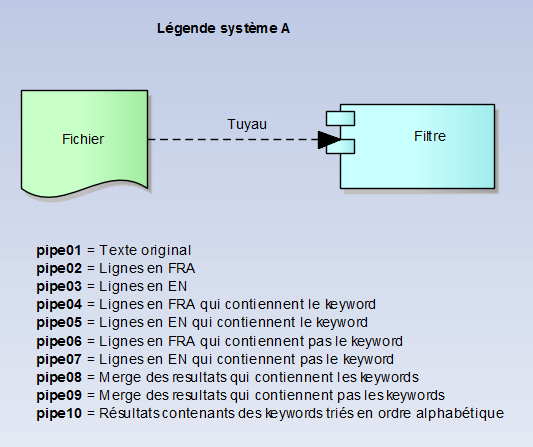 Légende système A
Fichier
Tuyau
Filtre
pipe01 = Texte original
pipe02 = Lignes en FRA
pipe03 = Lignes en EN
pipe04 = Lignes en FRA qui contiennent le keyword
pipe05 = Lignes en EN qui contiennent le keyword
pipe06 = Lignes en FRA qui contiennent pas le keyword
pipe07 = Lignes en EN qui contiennent pas le keyword
pipe08 = Merge des resultats qui contiennent les keywords
pipe09 = Merge des resultats qui contiennent pas les keywords
pipe10 = Résultats contenants des keywords triés en ordre alphabétique